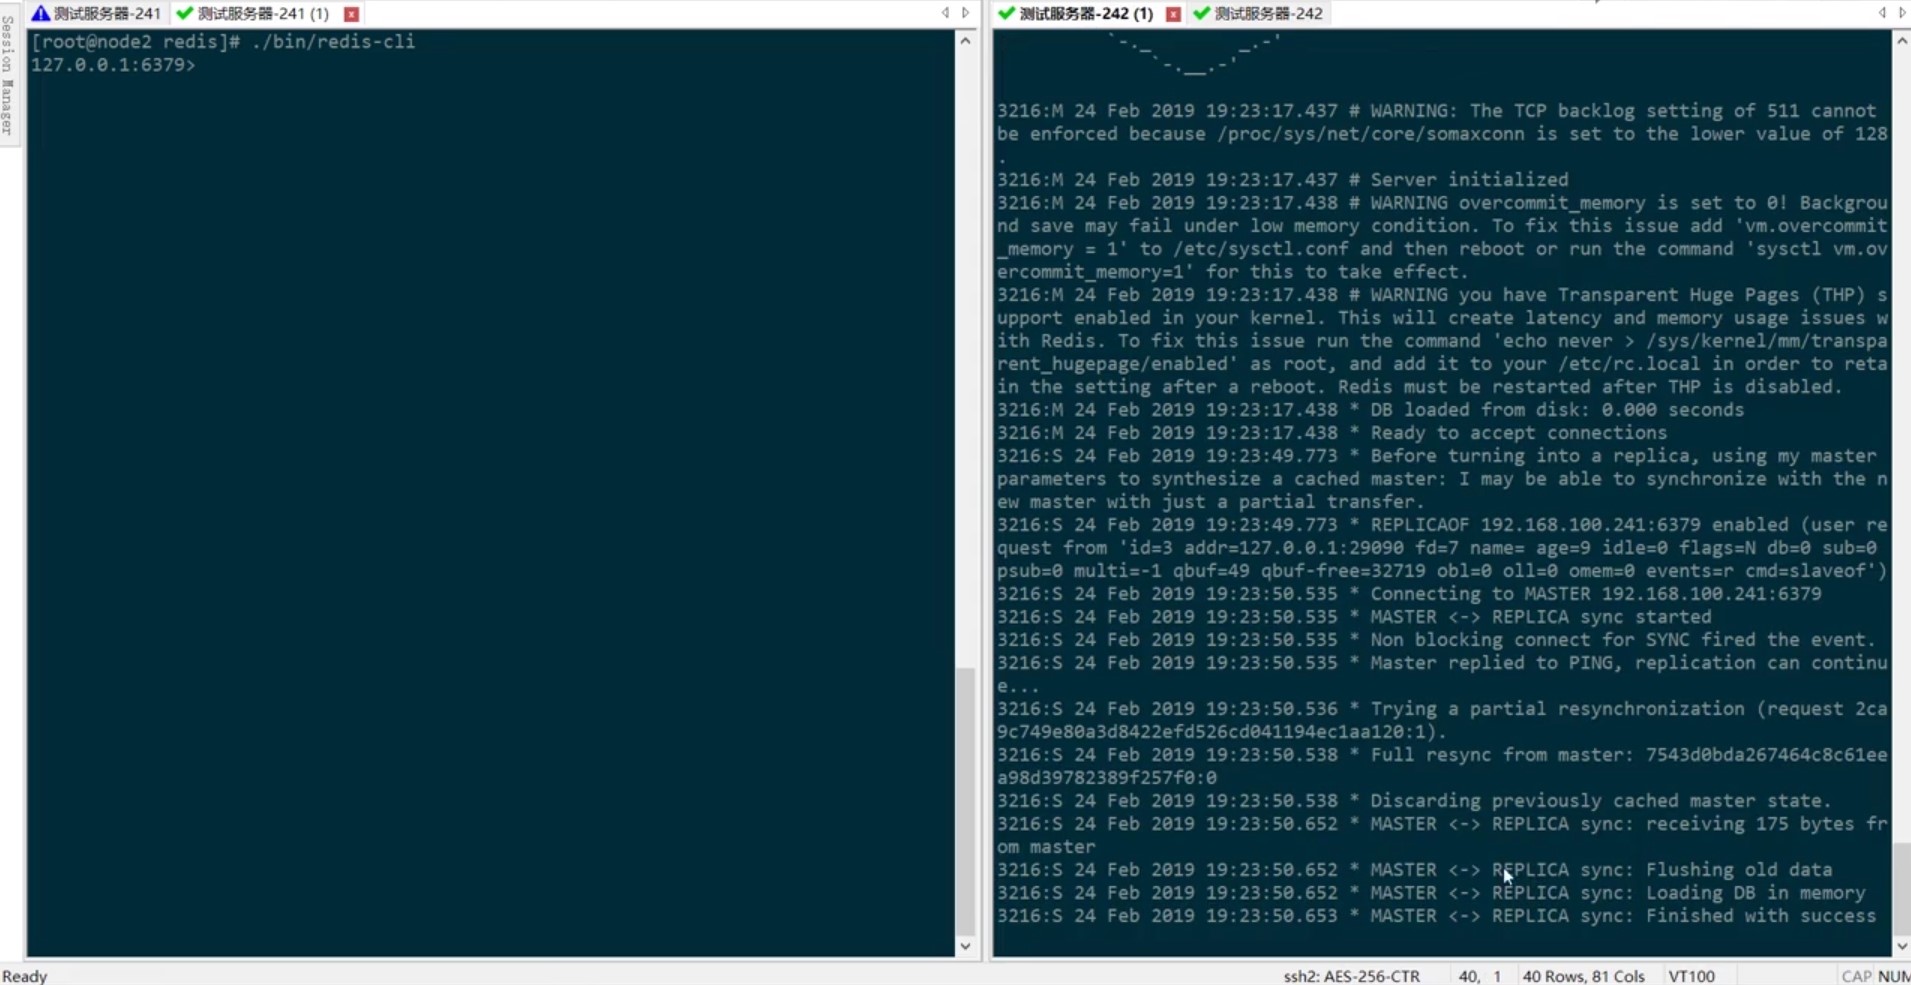 Session Manager
测试服务器-241
测试服务器-241 (1)
[root@node2 redis]# ./bin/redis-cli
127.0.0.1:6379>
测试服务器-242 (1)
测试服务器-242
`-._        _.-'
`-.__.-'
3216:M 24 Feb 2019 19:23:17.437 # WARNING: The TCP backlog setting of 511 cannot
be enforced because /proc/sys/net/core/somaxconn is set to the lower value of 128
.
3216:M 24 Feb 2019 19:23:17.437 # Server initialized
3216:M 24 Feb 2019 19:23:17.438 # WARNING overcommit_memory is set to 0! Backgrou
nd save may fail under low memory condition. To fix this issue add 'vm.overcommit
_memory = 1' to /etc/sysctl.conf and then reboot or run the command 'sysctl vm.ov
ercommit_memory=1' for this to take effect.
3216:M 24 Feb 2019 19:23:17.438 # WARNING you have Transparent Huge Pages (THP) s
upport enabled in your kernel. This will create latency and memory usage issues w
ith Redis. To fix this issue run the command 'echo never > /sys/kernel/mm/transpa
rent_hugepage/enabled' as root, and add it to your /etc/rc.local in order to reta
in the setting after a reboot. Redis must be restarted after THP is disabled.
3216:M 24 Feb 2019 19:23:17.438 * DB loaded from disk: 0.000 seconds
3216:M 24 Feb 2019 19:23:17.438 * Ready to accept connections
3216:S 24 Feb 2019 19:23:49.773 * Before turning into a replica, using my master
parameters to synthesize a cached master: I may be able to synchronize with the n
ew master with just a partial transfer.
3216:S 24 Feb 2019 19:23:49.773 * REPLICAOF 192.168.100.241:6379 enabled (user re
quest from 'id=3 addr=127.0.0.1:29090 fd=7 name= age=9 idle=0 flags=N db=0 sub=0
psub=0 multi=-1 qbuf=49 qbuf-free=32719 obl=0 oll=0 omem=0 events=r cmd=slaveof')
3216:S 24 Feb 2019 19:23:50.535 * Connecting to MASTER 192.168.100.241:6379
3216:S 24 Feb 2019 19:23:50.535 * MASTER <-> REPLICA sync started
3216:S 24 Feb 2019 19:23:50.535 * Non blocking connect for SYNC fired the event.
3216:S 24 Feb 2019 19:23:50.535 * Master replied to PING, replication can continu
e...
3216:S 24 Feb 2019 19:23:50.536 * Trying a partial resynchronization (request 2ca
9c749e80a3d8422efd526cd041194ec1aa120:1).
3216:S 24 Feb 2019 19:23:50.538 * Full resync from master: 7543d0bda267464c8c61ee
a98d39782389f257f0:0
3216:S 24 Feb 2019 19:23:50.538 * Discarding previously cached master state.
3216:S 24 Feb 2019 19:23:50.652 * MASTER <-> REPLICA sync: receiving 175 bytes fr
om master
3216:S 24 Feb 2019 19:23:50.652 * MASTER <-> REPLICA sync: Flushing old data
3216:S 24 Feb 2019 19:23:50.652 * MASTER <-> REPLICA sync: Loading DB in memory
3216:S 24 Feb 2019 19:23:50.653 * MASTER <-> REPLICA sync: Finished with success
Ready
ssh2: AES-256-CTR
40, 1
40 Rows, 81 Cols
VT100
CAP NUM